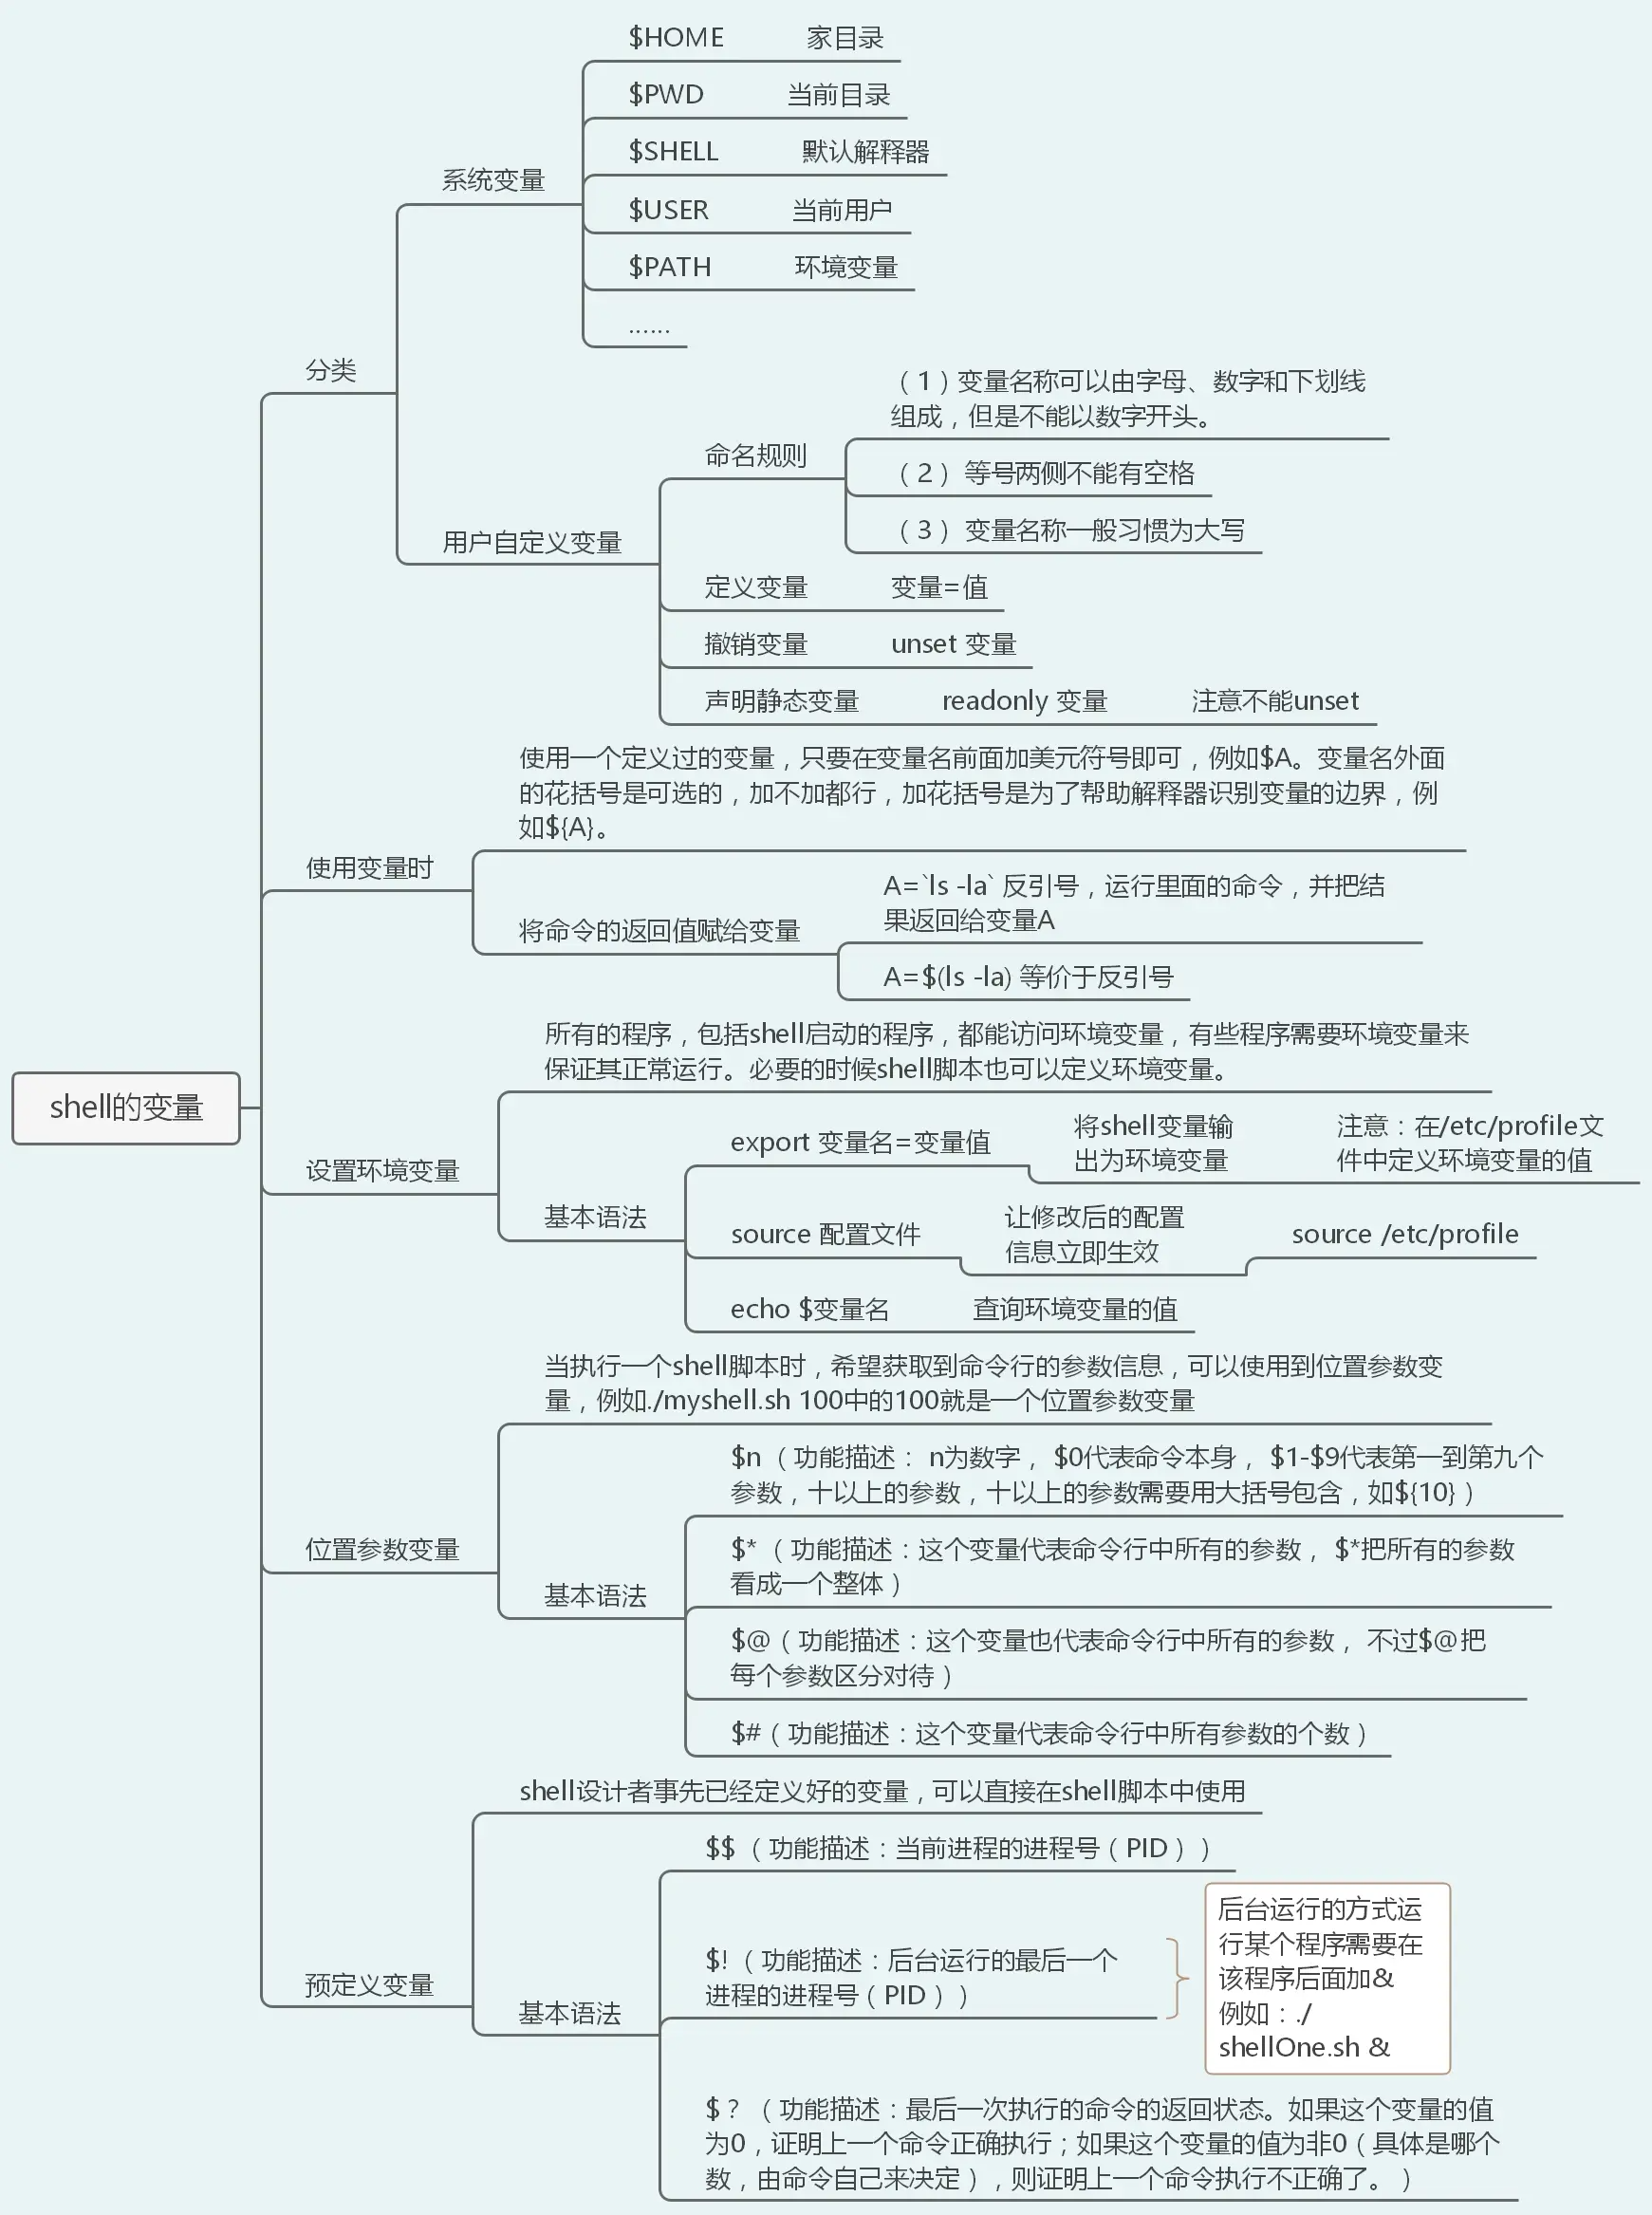 $HOME 家目录
$PWD 当前目录
$SHELL 默认解释器
系统变量
$USER 当前用户
$PATH 环境变量
……
分类
（1）变量名称可以由字母、数字和下划线
组成，但是不能以数字开头。
命名规则
（2） 等号两侧不能有空格
（3） 变量名称一般习惯为大写
用户自定义变量
定义变量 变量=值
撤销变量 unset 变量
声明静态变量 readonly 变量 注意不能unset
使用一个定义过的变量，只要在变量名前面加美元符号即可，例如$A。变量名外面
的花括号是可选的，加不加都行，加花括号是为了帮助解释器识别变量的边界，例
如${A}。
使用变量时
A=`ls -la` 反引号，运行里面的命令，并把结
果返回给变量A
将命令的返回值赋给变量
A=$(ls -la) 等价于反引号
所有的程序，包括shell启动的程序，都能访问环境变量，有些程序需要环境变量来
保证其正常运行。必要的时候shell脚本也可以定义环境变量。
shell的变量
设置环境变量
export 变量名=变量值
将shell变量输
出为环境变量
注意：在/etc/profile文
件中定义环境变量的值
基本语法
source 配置文件
让修改后的配置
信息立即生效
source /etc/profile
echo $变量名 查询环境变量的值
当执行一个shell脚本时，希望获取到命令行的参数信息，可以使用到位置参数变
量，例如./myshell.sh 100中的100就是一个位置参数变量
位置参数变量
$n （功能描述： n为数字， $0代表命令本身， $1-$9代表第一到第九个
参数，十以上的参数，十以上的参数需要用大括号包含，如${10}）
$* （功能描述：这个变量代表命令行中所有的参数， $*把所有的参数
看成一个整体）
基本语法
$@（功能描述：这个变量也代表命令行中所有的参数， 不过$@把
每个参数区分对待）
$#（功能描述：这个变量代表命令行中所有参数的个数）
shell设计者事先已经定义好的变量，可以直接在shell脚本中使用
预定义变量
$$ （功能描述：当前进程的进程号（PID））
$!（功能描述：后台运行的最后一个
进程的进程号（PID））
后台运行的方式运
行某个程序需要在
该程序后面加&
例如：./
shellOne.sh &
基本语法
$？ （功能描述：最后一次执行的命令的返回状态。如果这个变量的值
为0，证明上一个命令正确执行；如果这个变量的值为非0（具体是哪个
数，由命令自己来决定），则证明上一个命令执行不正确了。）